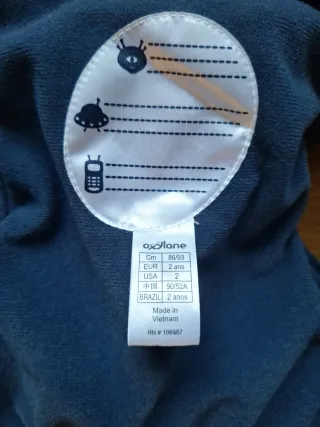 oxylane
Cm 86/93
EUR 2 ans
USA 2
中国 90/52A
BRAZIL 2 anos
Made in
Vietnam
RN # 106987